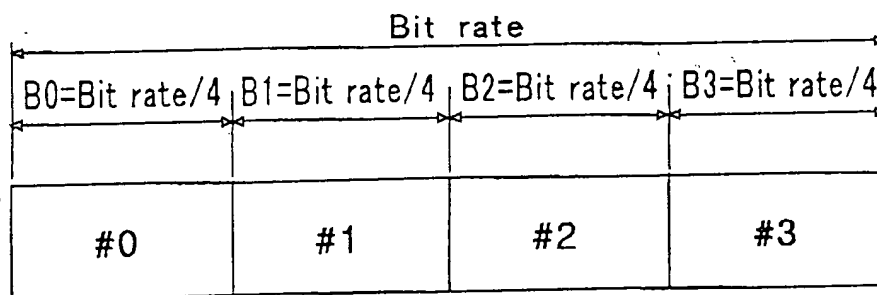 Bit rate
B0=Bit rate/4 B1=Bit rate/4 B2=Bit rate/4 B3=Bit rate/4
#0 #1 #2 #3